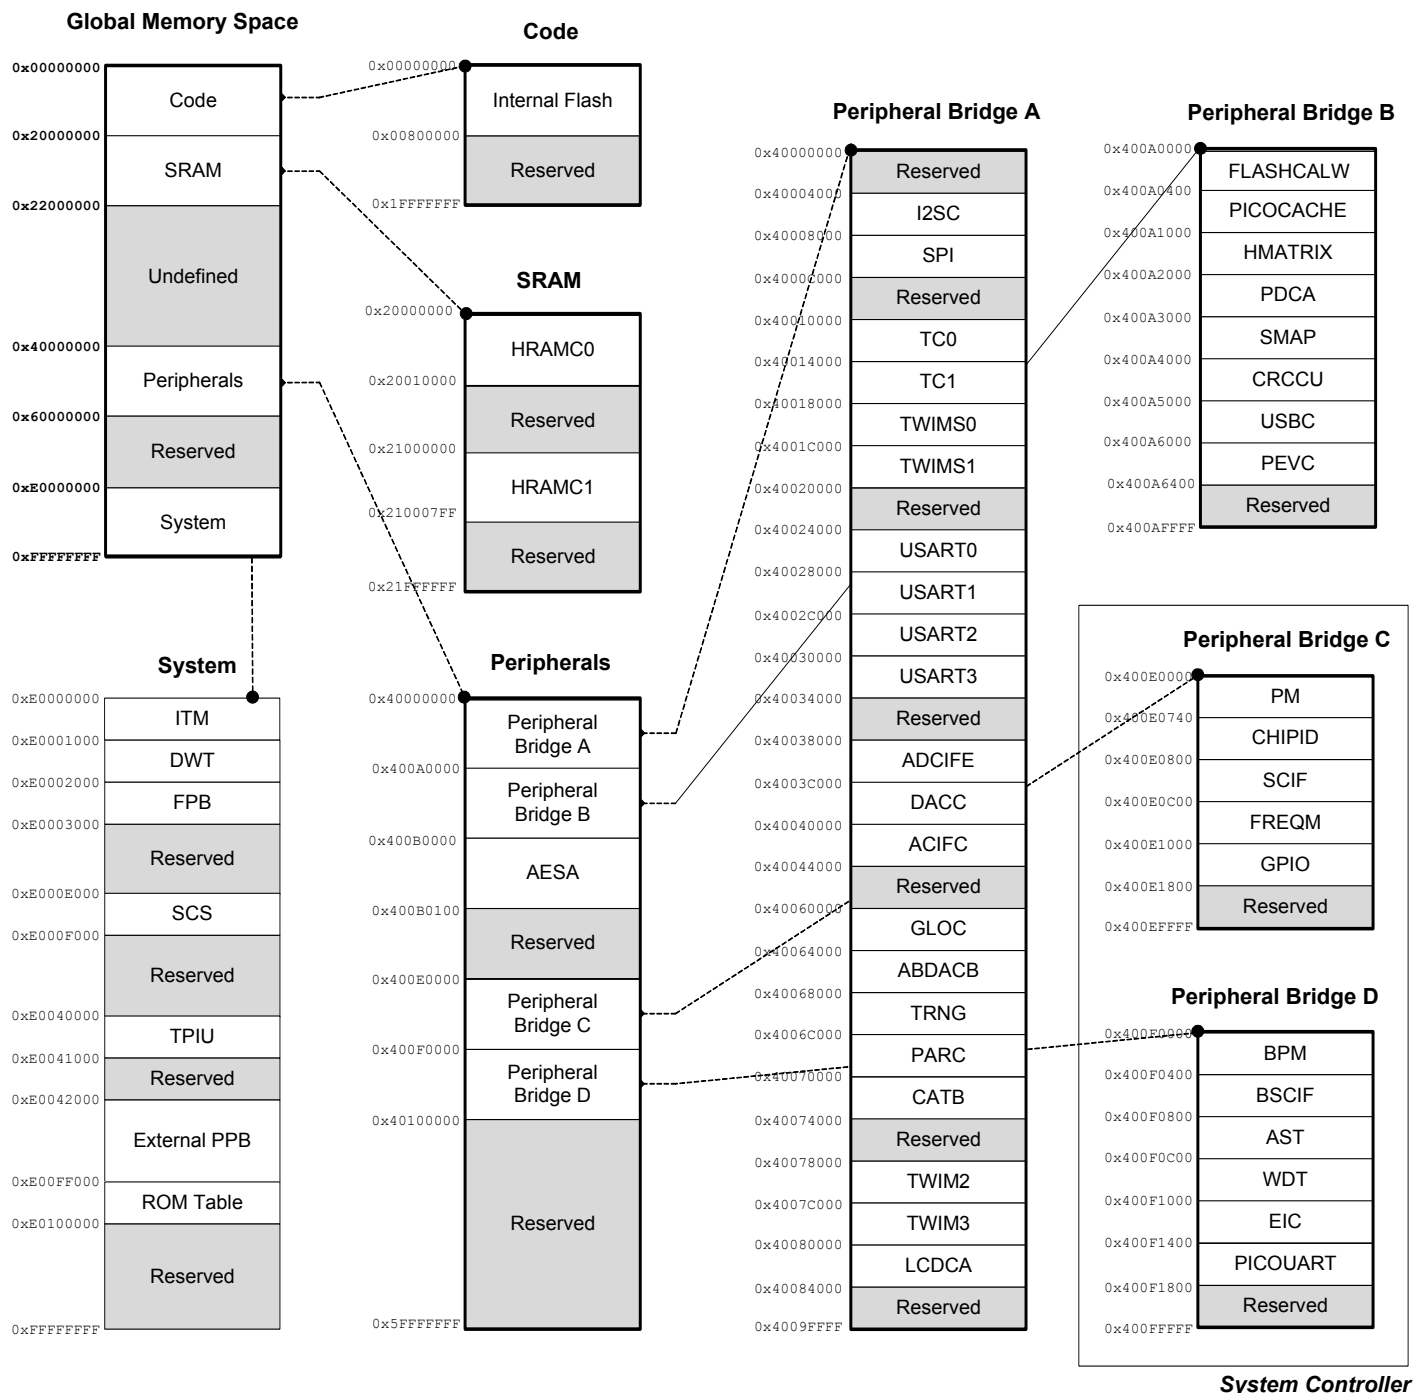 Global Memory Space
0x00000000
Code
0x20000000
SRAM
0x22000000
Undefined
0x40000000
Peripherals
0x60000000
Reserved
0xE0000000
System
0xFFFFFFFF
Code
0x00000000
Internal Flash
0x00800000
Reserved
0x1FFFFFFF
SRAM
0x20000000
HRAMC0
0x20010000
Reserved
0x21000000
HRAMC1
0x210007FF
Reserved
0x21FFFFFF
System
0xE0000000
ITM
0xE0001000
DWT
0xE0002000
FPB
0xE0003000
Reserved
0xE000E000
SCS
0xE000F000
Reserved
0xE0040000
TPIU
0xE0041000
Reserved
0xE0042000
External PPB
0xE00FF000
ROM Table
0xE0100000
Reserved
0xFFFFFFFF
Peripherals
0x40000000
Peripheral
Bridge A
0x400A0000
Peripheral
Bridge B
0x400B0000
AESA
0x400B0100
Reserved
0x400E0000
Peripheral
Bridge C
0x400F0000
Peripheral
Bridge D
0x40100000
Reserved
0x5FFFFFFF
Peripheral Bridge A
0x40000000
Reserved
0x40004000
I2SC
0x40008000
SPI
0x4000C000
Reserved
0x40010000
TC0
0x40014000
TC1
0x40018000
TWIMS0
0x4001C000
TWIMS1
0x40020000
Reserved
0x40024000
USART0
0x40028000
USART1
0x4002C000
USART2
0x40030000
USART3
0x40034000
Reserved
0x40038000
ADCIFE
0x4003C000
DACC
0x40040000
ACIFC
0x40044000
Reserved
0x40060000
GLOC
0x40064000
ABDACB
0x40068000
TRNG
0x4006C000
PARC
0x40070000
CATB
0x40074000
Reserved
0x40078000
TWIM2
0x4007C000
TWIM3
0x40080000
LCDCA
0x40084000
Reserved
0x4009FFFF
Peripheral Bridge B
0x400A0000
FLASHCALW
0x400A0400
PICOCACHE
0x400A1000
HMATRIX
0x400A2000
PDCA
0x400A3000
SMAP
0x400A4000
CRCCU
0x400A5000
USBC
0x400A6000
PEVC
0x400A6400
Reserved
0x400AFFFF
Peripheral Bridge C
0x400E0000
PM
0x400E0740
CHIPID
0x400E0800
SCIF
0x400E0C00
FREQM
0x400E1000
GPIO
0x400E1800
Reserved
0x400EFFFF
Peripheral Bridge D
0x400F0000
BPM
0x400F0400
BSCIF
0x400F0800
AST
0x400F0C00
WDT
0x400F1000
EIC
0x400F1400
PICOUART
0x400F1800
Reserved
0x400FFFFF
System Controller